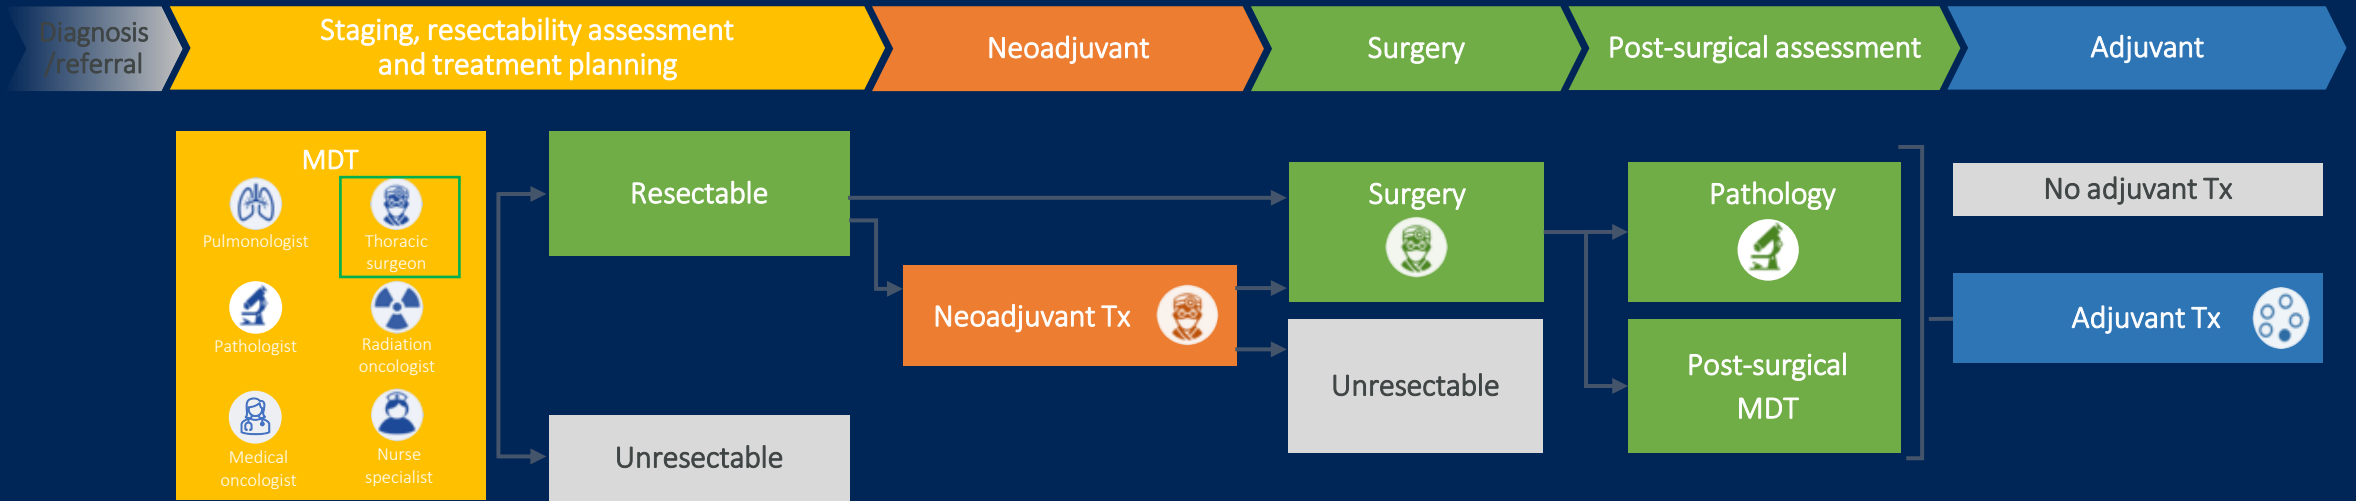 Diagnosis
/referral
Staging, resectability assessment
and treatment planning
Neoadjuvant
Surgery
Post-surgical assessment
Adjuvant
MDT
Pulmonologist
Thoracic
surgeon
Pathologist
Radiation
oncologist
Medical
oncologist
Nurse
specialist
Resectable
Unresectable
Neoadjuvant Tx
Surgery
Unresectable
Pathology
Post-surgical
MDT
No adjuvant Tx
Adjuvant Tx